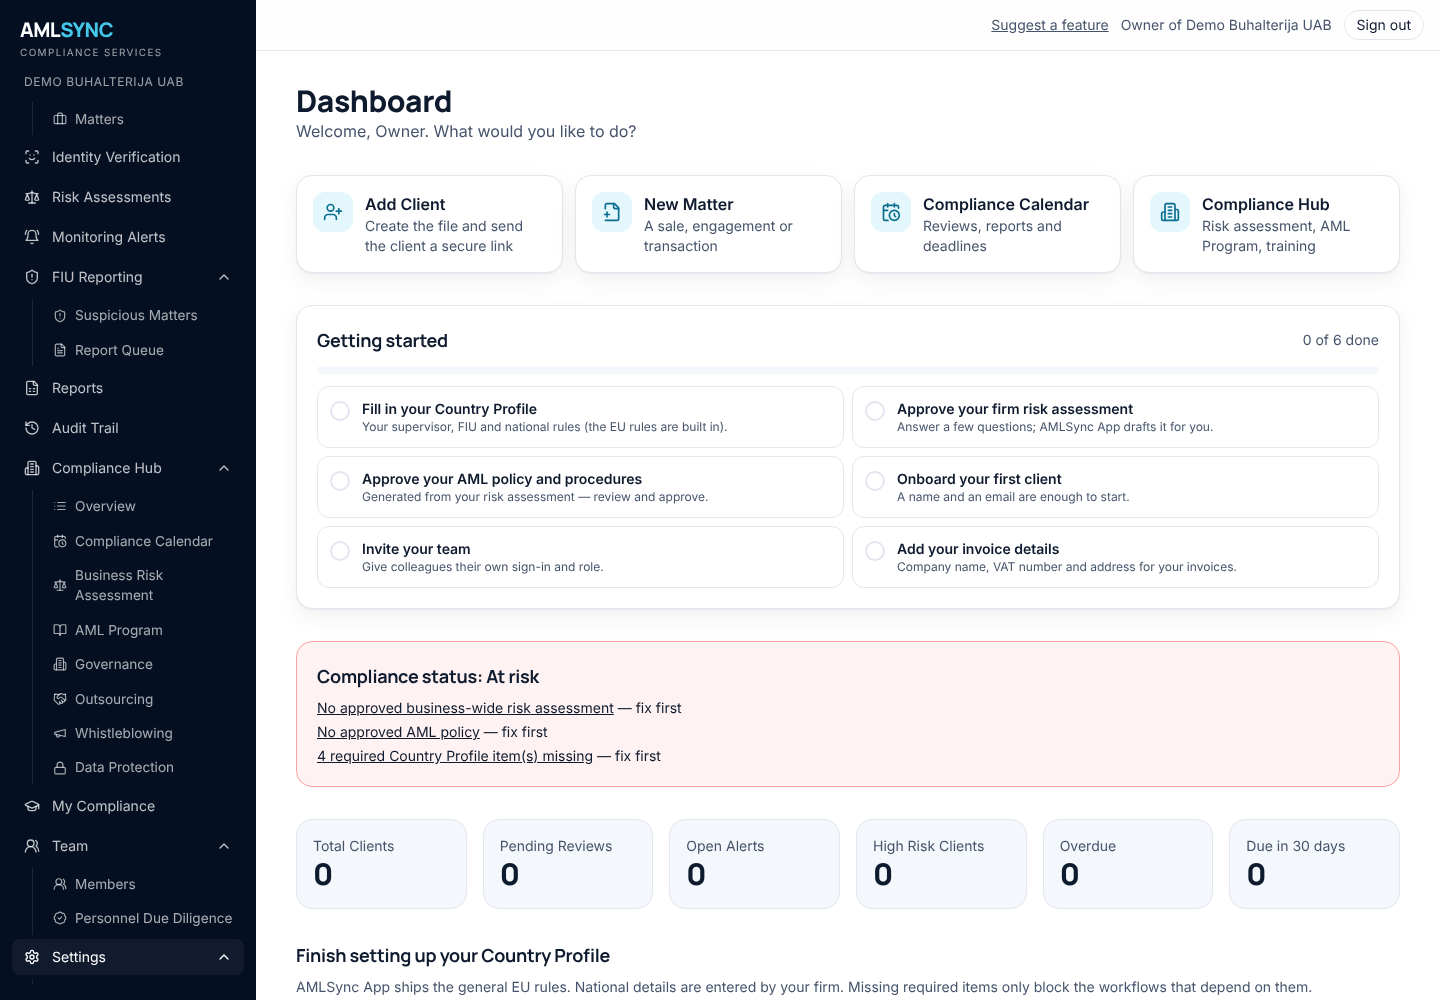 AMLSYNC
COMPLIANCE SERVICES
DEMO BUHALTERIJA UAB
Matters
Identity Verification
Risk Assessments
Monitoring Alerts
FIU Reporting
Suspicious Matters
Report Queue
Reports
Audit Trail
Compliance Hub
Overview
Compliance Calendar
Business Risk
Assessment
AML Program
Governance
Outsourcing
Whistleblowing
Data Protection
My Compliance
Team
Members
Personnel Due Diligence
Settings
Suggest a feature
Owner of Demo Buhalterija UAB
Sign out
Dashboard
Welcome, Owner. What would you like to do?
Add Client
Create the file and send
the client a secure link
New Matter
A sale, engagement or
transaction
Compliance Calendar
Reviews, reports and
deadlines
Compliance Hub
Risk assessment, AML
Program, training
Getting started
0 of 6 done
Fill in your Country Profile
Your supervisor, FIU and national rules (the EU rules are built in).
Approve your firm risk assessment
Answer a few questions; AMLSync App drafts it for you.
Approve your AML policy and procedures
Generated from your risk assessment — review and approve.
Onboard your first client
A name and an email are enough to start.
Invite your team
Give colleagues their own sign-in and role.
Add your invoice details
Company name, VAT number and address for your invoices.
Compliance status: At risk
No approved business-wide risk assessment — fix first
No approved AML policy — fix first
4 required Country Profile item(s) missing — fix first
Total Clients
0
Pending Reviews
0
Open Alerts
0
High Risk Clients
0
Overdue
0
Due in 30 days
0
Finish setting up your Country Profile
AMLSync App ships the general EU rules. National details are entered by your firm. Missing required items only block the workflows that depend on them.